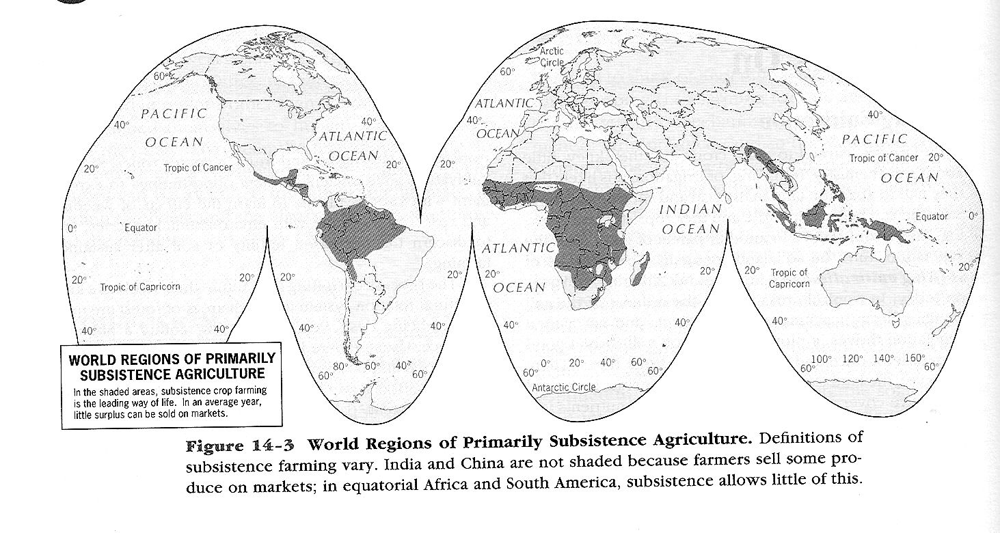 Arctic
Circle
60°
60°
PACIFIC
OCEAN
40°
40°
ATLANTIC
OCEAN
ATLANTIC
40°
OCEAN
40°
PACIFIC
Tropic of Cancer 20°
OCEAN
20°
Tropic of Cancer
20°
20°
INDIAN
OCEAN
0°
Equator
Equator
0°
ATLANTIC
OCEAN
20°
Tropic of Capricorn
20°
20°
20°
20°
20°
20°
Tropic of
Capricorn
20°
40°
40°
40°
40°
40°
40°
40°
80°
60°
40°
60°
60°
0°
20°
40°
60°
60°
60°
100°
120°
140°
160°
60°
60°
Antarctic Circle
WORLD REGIONS OF PRIMARILY
SUBSISTENCE AGRICULTURE
In the shaded areas, subsistence crop farming
is the leading way of life. In an average year,
little surplus can be sold on markets.
Figure 14-3 World Regions of Primarily Subsistence Agriculture. Definitions of
subsistence farming vary. India and China are not shaded because farmers sell some pro-
duce on markets; in equatorial Africa and South America, subsistence allows little of this.